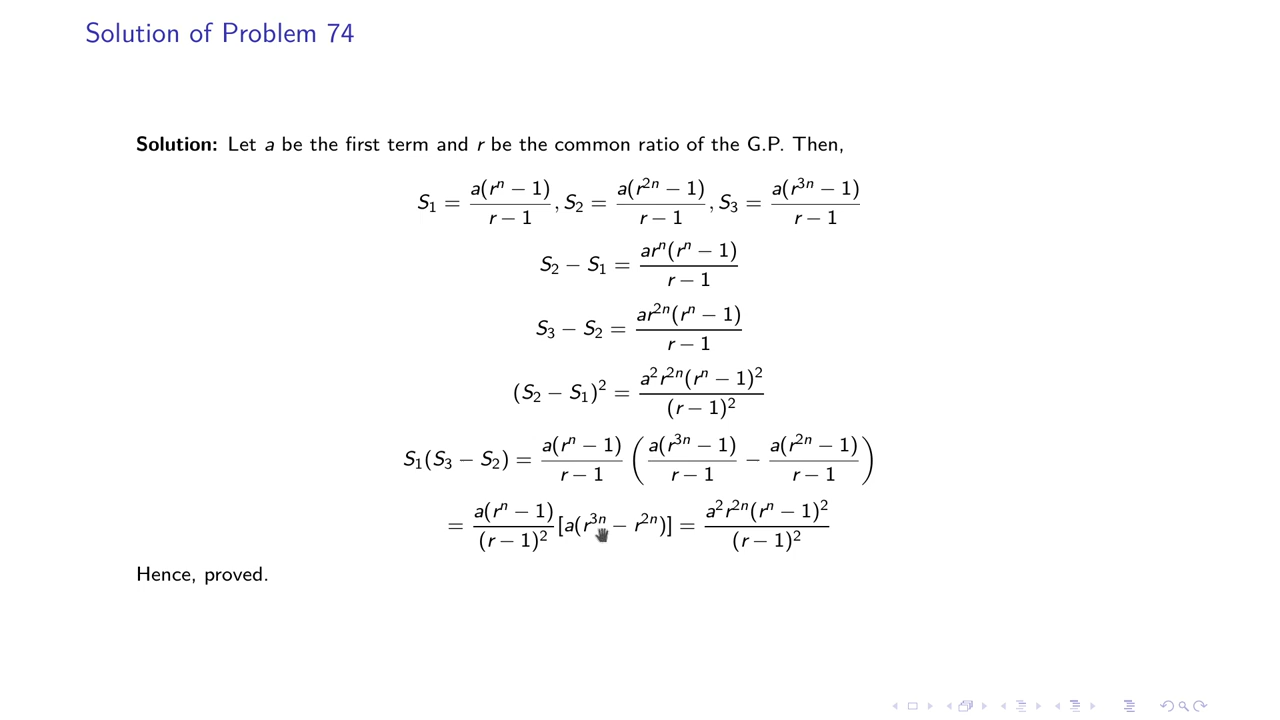 Solution of Problem 74
Solution: Let a be the first term and r be the common ratio of the G.P. Then,
S₁ = a(rⁿ − 1)/(r − 1), S₂ = a(r²ⁿ − 1)/(r − 1), S₃ = a(r³ⁿ − 1)/(r − 1)
S₂ − S₁ = arⁿ(rⁿ − 1)/(r − 1)
S₃ − S₂ = ar²ⁿ(rⁿ − 1)/(r − 1)
(S₂ − S₁)² = a²r²ⁿ(rⁿ − 1)²/(r − 1)²
S₁(S₃ − S₂) = a(rⁿ − 1)/(r − 1) (a(r³ⁿ − 1)/(r − 1) − a(r²ⁿ − 1)/(r − 1))
= a(rⁿ − 1)/(r − 1)² [a(r³ⁿ − r²ⁿ)] = a²r²ⁿ(rⁿ − 1)²/(r − 1)²
Hence, proved.